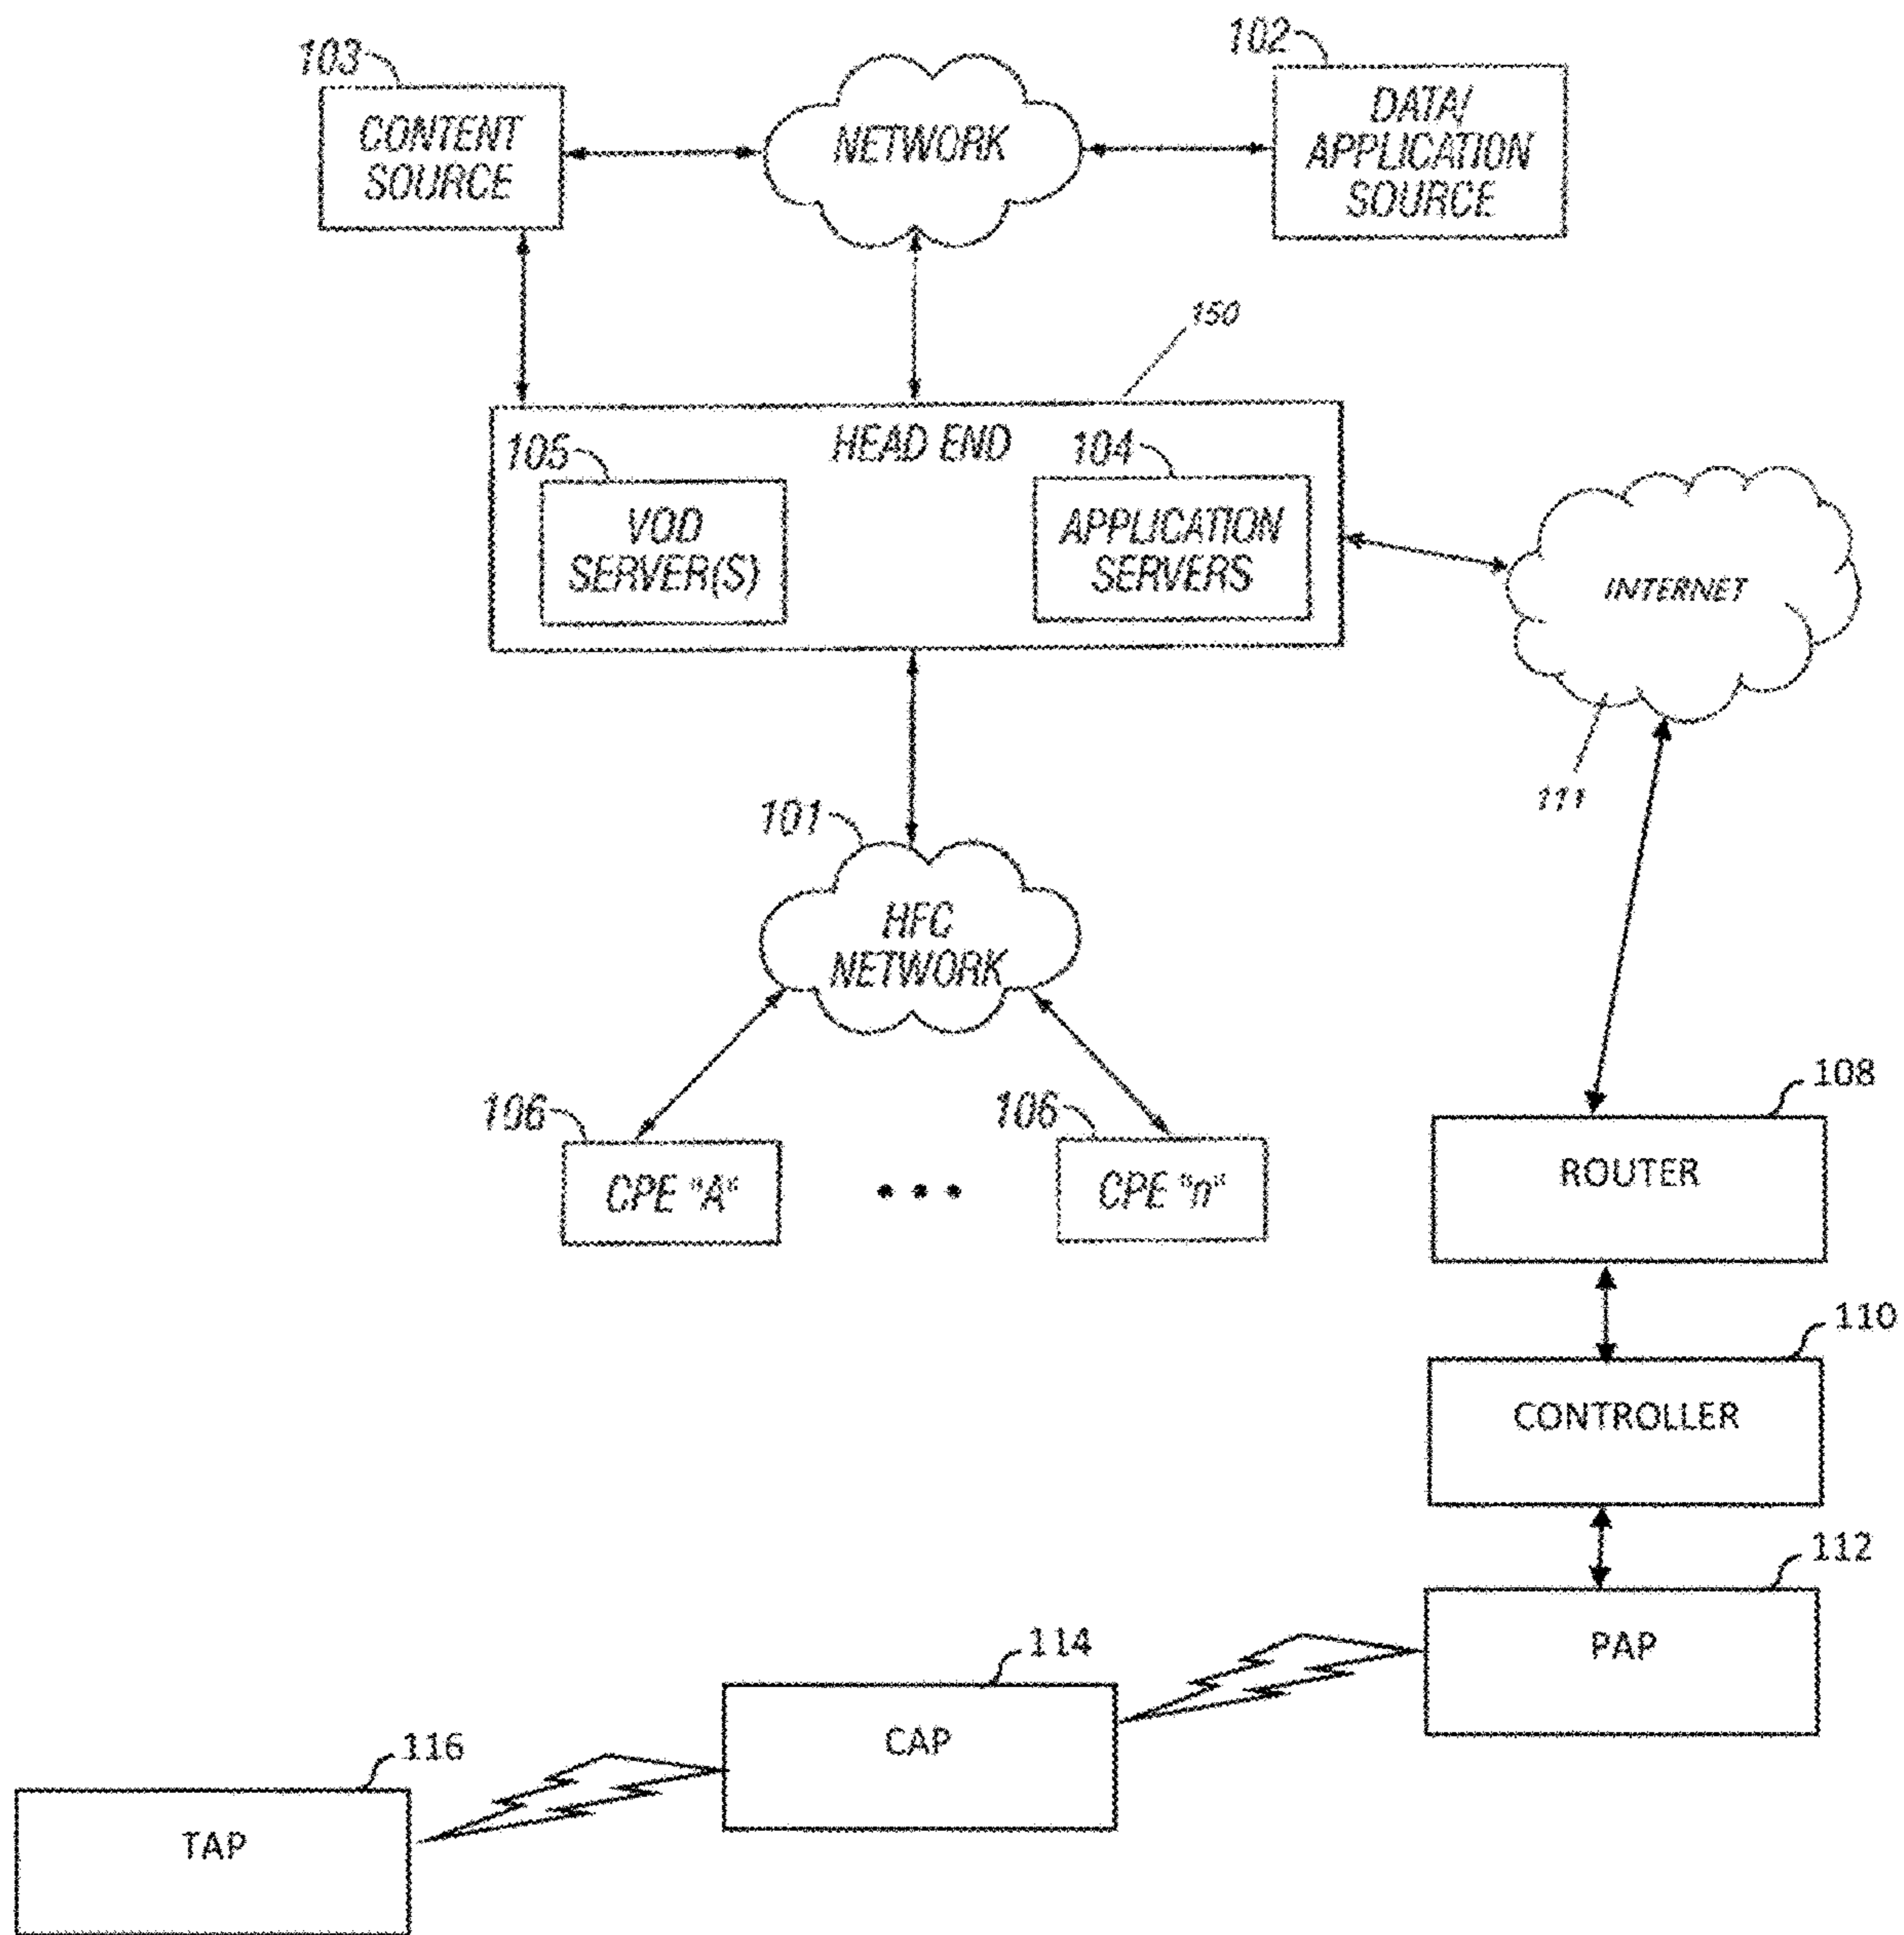 103
CONTENT
SOURCE
NETWORK
102
DATA/
APPLICATION
SOURCE
150
HEAD END
105
VOD
SERVER(S)
104
APPLICATION
SERVERS
INTERNET
111
101
HFC
NETWORK
106
CPE "A"
• • •
106
CPE "n"
108
ROUTER
110
CONTROLLER
112
PAP
114
CAP
116
TAP